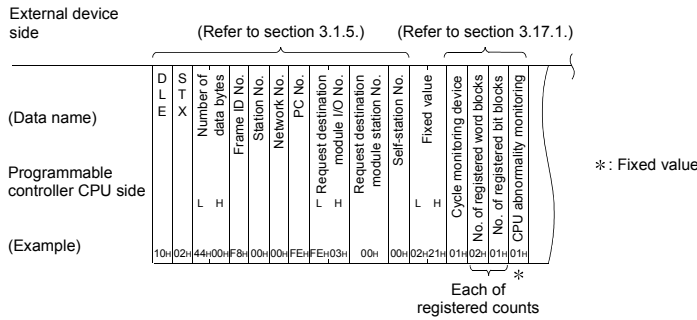 External device
side
(Refer to section 3.1.5.)
(Refer to section 3.17.1.)
(Data name)
D
L
E
S
T
X
Number of
data bytes
L H
Frame ID No.
Station No.
Network No.
PC No.
Request destination
module I/O No.
L H
Request destination
module station No.
Self-station No.
Fixed value
L H
Cycle monitoring device
No. of registered word blocks
No. of registered bit blocks
CPU abnormality monitoring
Programmable
controller CPU side
(Example)
10H 02H 44H 00H F8H 00H 00H FEH FEH 03H 00H 00H 02H 21H 01H 02H 01H 01H
*
Each of
registered counts
*: Fixed value